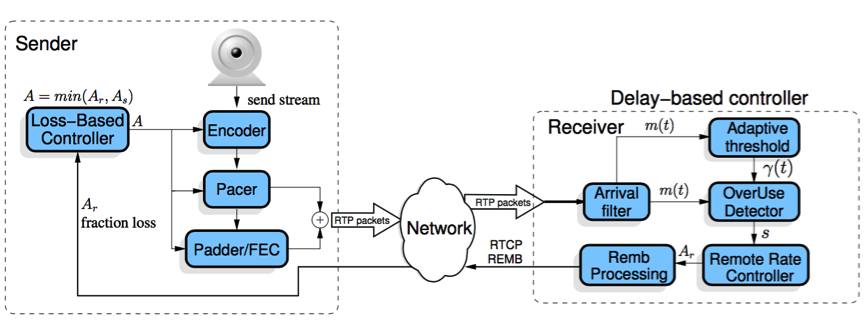 Sender
A = min(A_r, A_s)
send stream
Loss-Based
Controller
A
Encoder
Pacer
A_r
fraction loss
Padder/FEC
+
RTP packets
Network
RTP packets
RTCP
REMB
Delay-based controller
Receiver
m(t)
Adaptive
threshold
γ(t)
Arrival
filter
m(t)
OverUse
Detector
s
Remb
Processing
A_r
Remote Rate
Controller